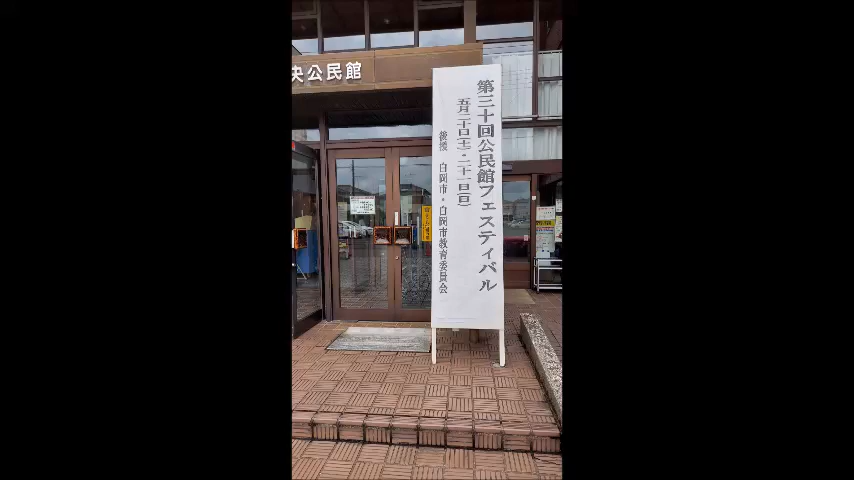 央公民館
第三十回公民館フェスティバル
五月二十日(土)・二十一日(日)
後援 白岡市・白岡市教育委員会